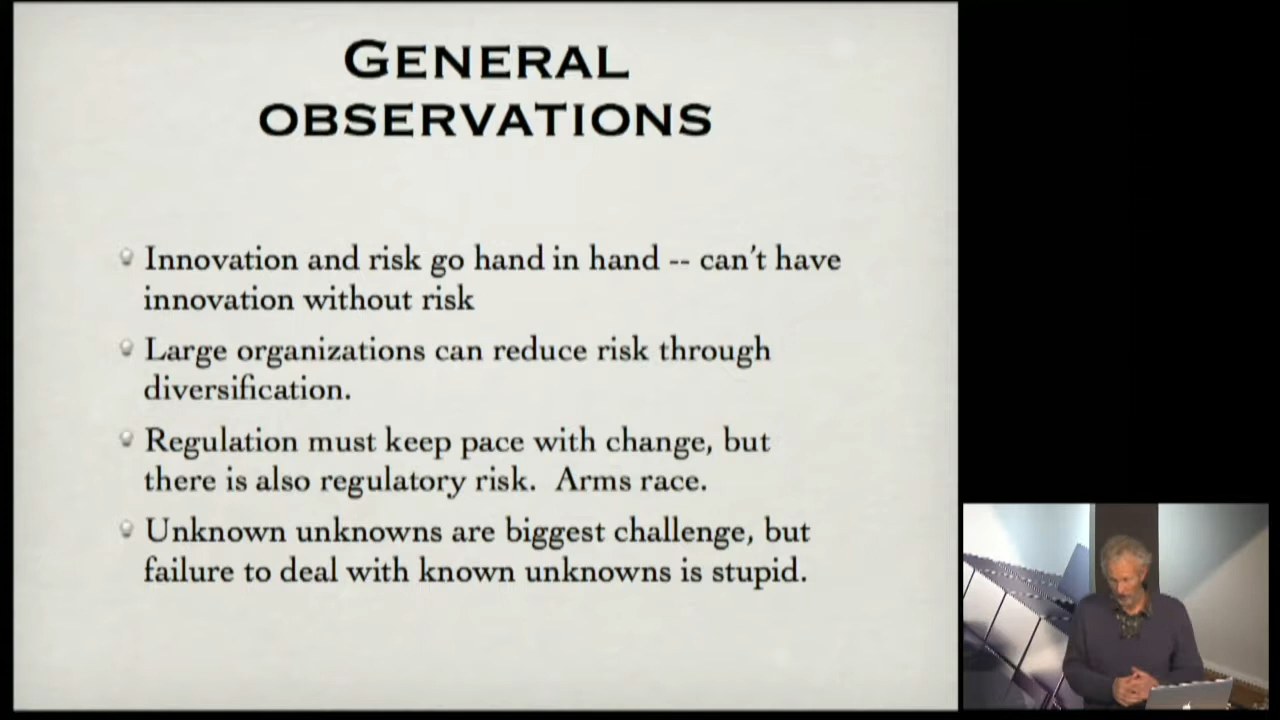 GENERAL
OBSERVATIONS
Innovation and risk go hand in hand -- can't have
innovation without risk
Large organizations can reduce risk through
diversification.
Regulation must keep pace with change, but
there is also regulatory risk.  Arms race.
Unknown unknowns are biggest challenge, but
failure to deal with known unknowns is stupid.